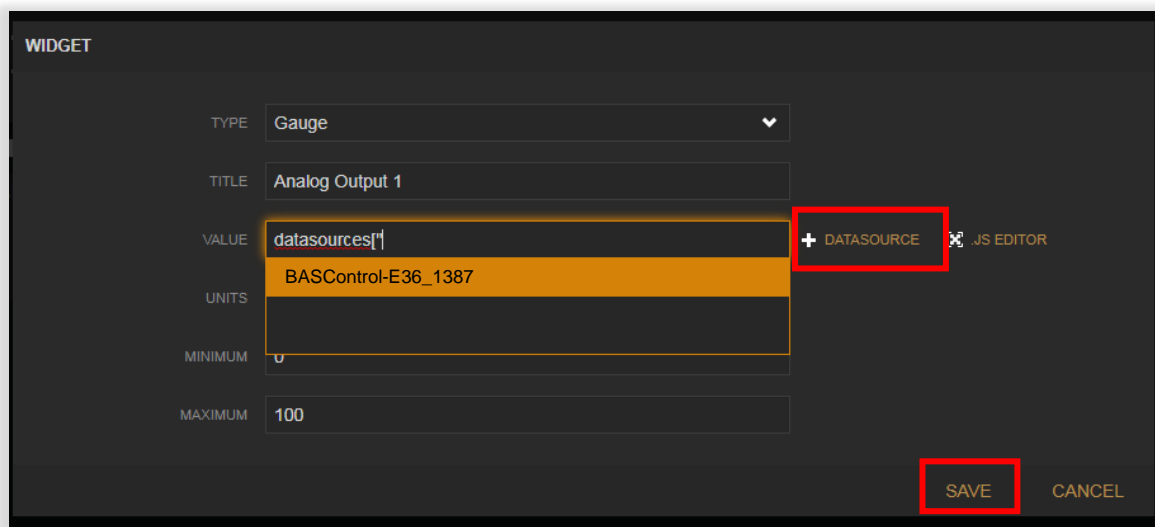 WIDGET
TYPE Gauge
TITLE Analog Output 1
VALUE datasources[" DATASOURCE .JS EDITOR
BASControl-E36_1387
UNITS
MINIMUM 0
MAXIMUM 100
SAVE CANCEL